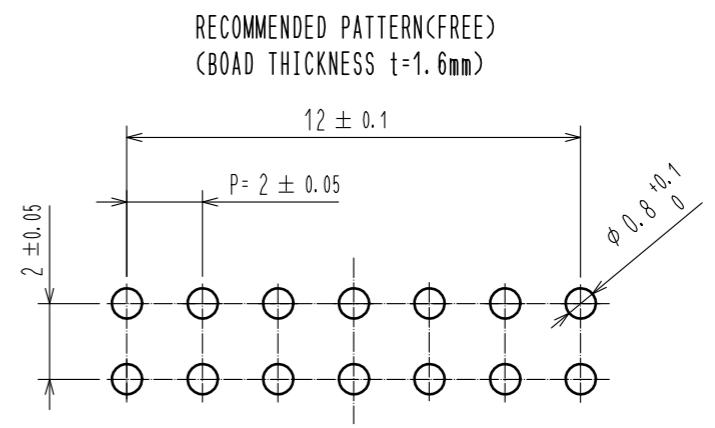 RECOMMENDED PATTERN(FREE)
(BOAD THICKNESS t=1.6mm)
12 ± 0.1
P= 2 ± 0.05
2 ±0.05
φ 0.8 +0.1
0